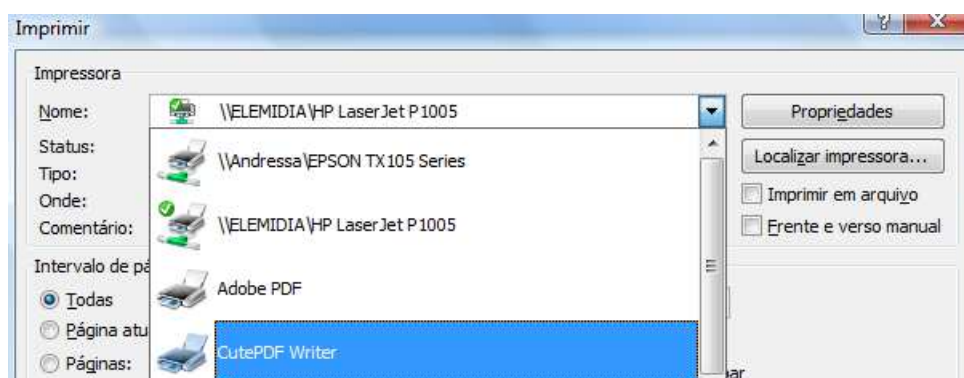 Imprimir
Impressora
Nome: \\ELEMIDIA\HP LaserJet P1005 Propriedades
Status: \\Andressa\EPSON TX105 Series Localizar impressora...
Tipo:
Onde: Imprimir em arquivo
Comentário: \\ELEMIDIA\HP LaserJet P1005 Frente e verso manual
Intervalo de pá
Todas Adobe PDF
Página atu
Páginas: CutePDF Writer